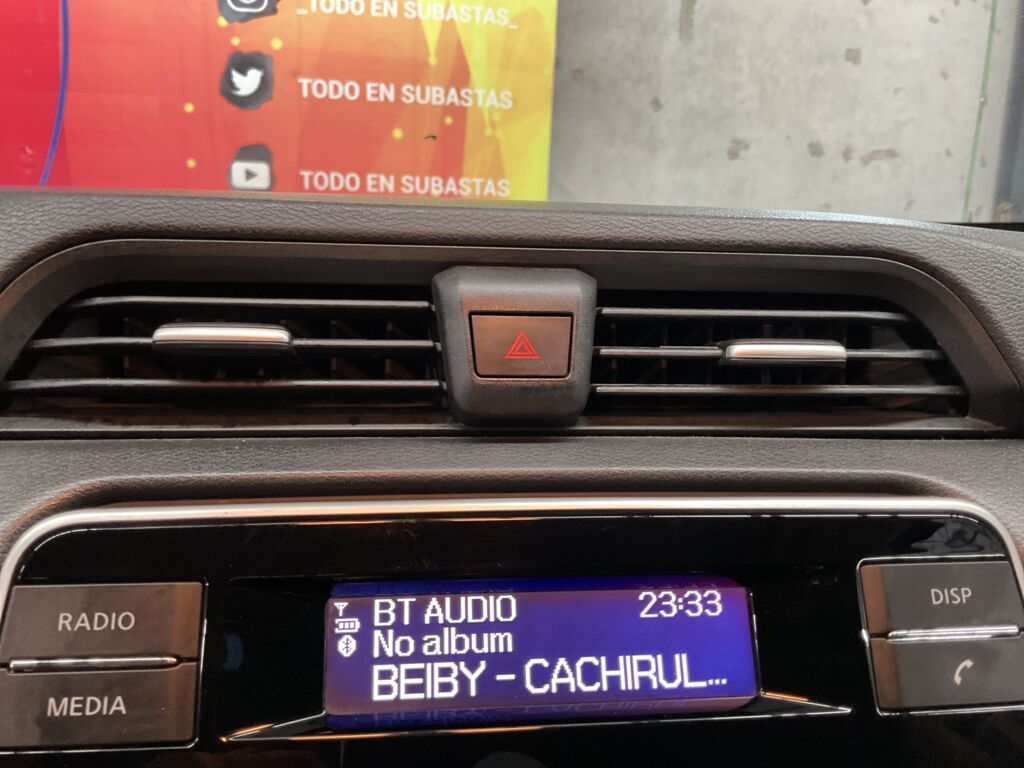 _TODO EN SUBASTAS_
TODO EN SUBASTAS
TODO EN SUBASTAS
RADIO
MEDIA
BT AUDIO 23:33
No album
BEIBY - CACHIRUL...
DISP